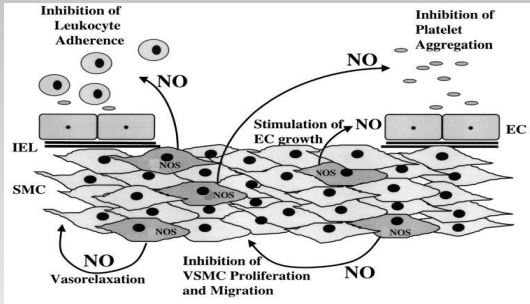 Inhibition of
Leukocyte
Adherence
Inhibition of
Platelet
Aggregation
NO
NO
Stimulation of
EC growth
NO
EC
IEL
SMC
NOS
NOS
NOS
NOS
NOS
NO
Vasorelaxation
Inhibition of
VSMC Proliferation
and Migration
NO